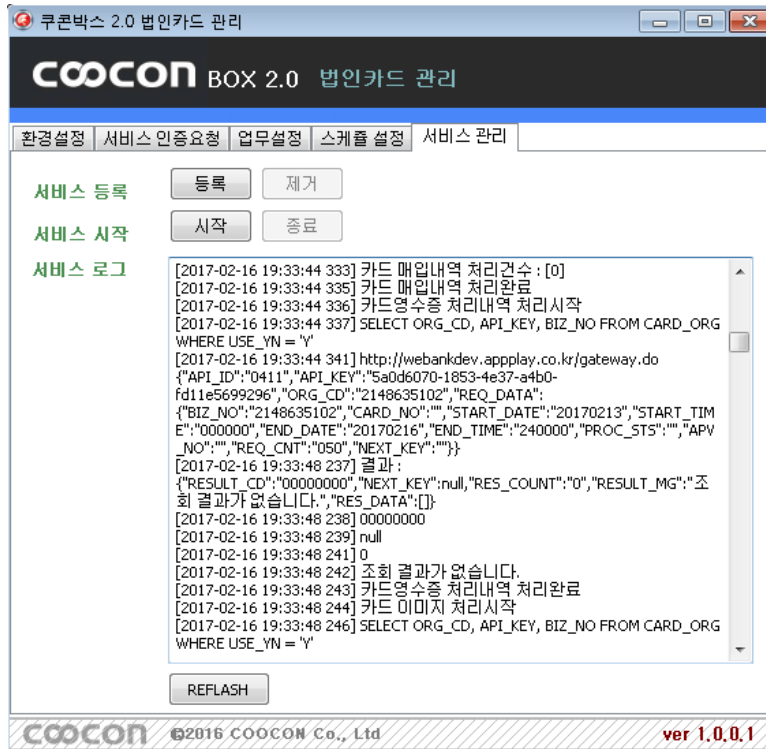 쿠콘박스 2.0 법인카드 관리
COOCON BOX 2.0 법인카드 관리
환경설정 서비스 인증요청 업무설정 스케쥴 설정 서비스 관리
서비스 등록 등록 제거
서비스 시작 시작 종료
서비스 로그
[2017-02-16 19:33:44 333] 카드 매입내역 처리건수 : [0]
[2017-02-16 19:33:44 335] 카드 매입내역 처리완료
[2017-02-16 19:33:44 336] 카드영수증 처리내역 처리시작
[2017-02-16 19:33:44 337] SELECT ORG_CD, API_KEY, BIZ_NO FROM CARD_ORG
WHERE USE_YN = 'Y'
[2017-02-16 19:33:44 341] http://webankdev.appplay.co.kr/gateway.do
{"API_ID":"0411","API_KEY":"5a0d6070-1853-4e37-a4b0-
fd11e5699296","ORG_CD":"2148635102","REQ_DATA":
{"BIZ_NO":"2148635102","CARD_NO":"","START_DATE":"20170213","START_TIM
E":"000000","END_DATE":"20170216","END_TIME":"240000","PROC_STS":"","APV
_NO":"","REQ_CNT":"050","NEXT_KEY":""}}
[2017-02-16 19:33:48 237] 결과 :
{"RESULT_CD":"00000000","NEXT_KEY":null,"RES_COUNT":"0","RESULT_MG":"조
회 결과가 없습니다.","RES_DATA":[]}
[2017-02-16 19:33:48 238] 00000000
[2017-02-16 19:33:48 239] null
[2017-02-16 19:33:48 241] 0
[2017-02-16 19:33:48 242] 조회 결과가 없습니다.
[2017-02-16 19:33:48 243] 카드영수증 처리내역 처리완료
[2017-02-16 19:33:48 244] 카드 이미지 처리시작
[2017-02-16 19:33:48 246] SELECT ORG_CD, API_KEY, BIZ_NO FROM CARD_ORG
WHERE USE_YN = 'Y'
REFLASH
COOCON ©2016 COOCON Co., Ltd ver 1.0.0.1